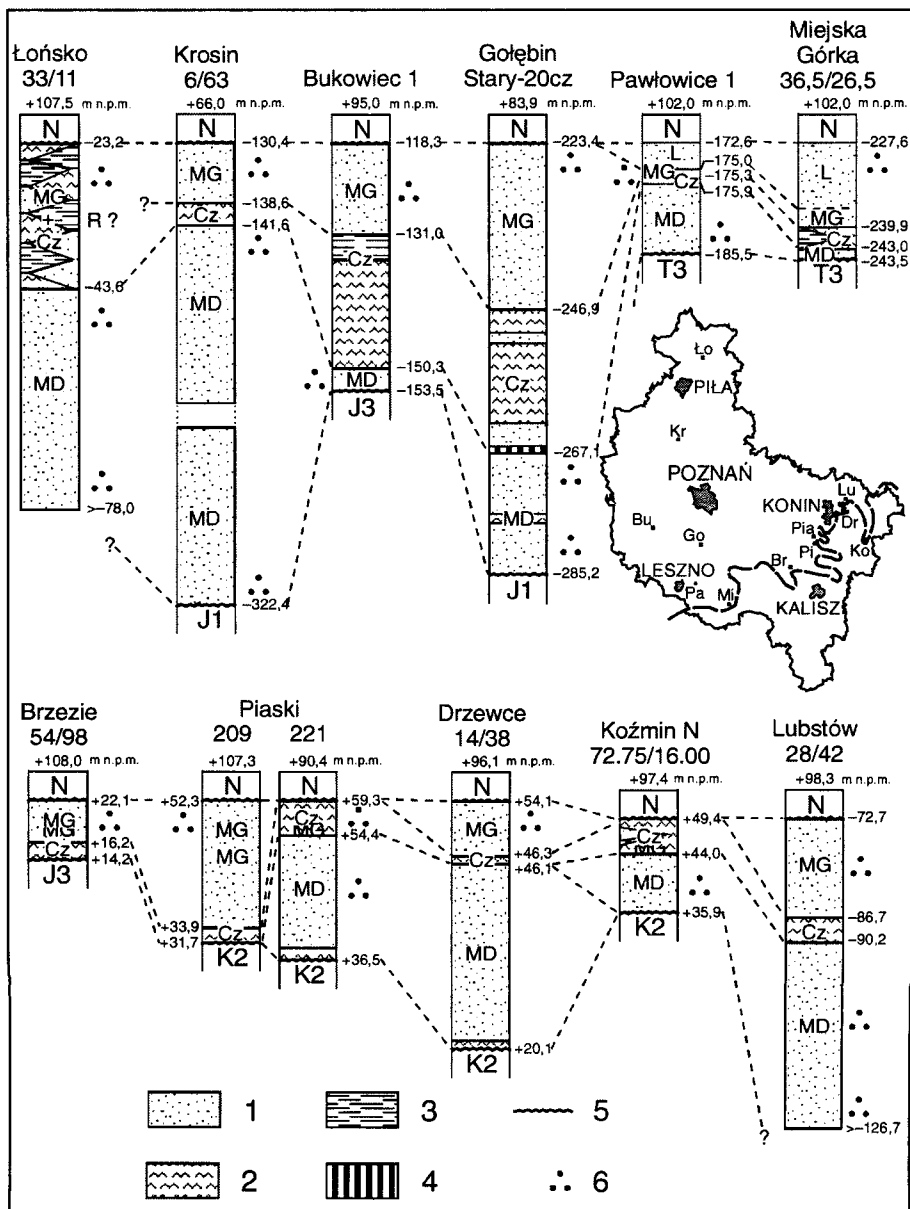 Łońsko
33/11
+107,5 m n.p.m.
N
−23,2
MG
+
Cz
R ?
−43,6
MD
>−78,0
?
Krosin
6/63
+66,0 m n.p.m.
N
−130,4
MG
?
−138,6
Cz
−141,6
MD
MD
−322,4
J1
Bukowiec 1
+95,0 m n.p.m.
N
−118,3
MG
−131,0
Cz
−150,3
MD
−153,5
J3
Gołębin
Stary-20cz
+83,9 m n.p.m.
N
−223,4
MG
−246,9
Cz
−267,1
MD
−285,2
J1
Pawłowice 1
+102,0 m n.p.m.
N
−172,6
L
−175,0
MG
−175,3
Cz
−175,9
MD
−185,5
T3
Miejska
Górka
36,5/26,5
+102,0 m n.p.m.
N
−227,6
L
MG
−239,9
Cz
−243,0
MD
−243,5
T3
Ło
PIŁA
Kr
POZNAŃ
KONIN
Lu
Dr
Bu
Go
Pia
Pi
Ko
LESZNO
Br
Pa
Mi
KALISZ
Brzezie
54/98
+108,0 m n.p.m.
N
+22,1
MG
MG
+16,2
Cz
+14,2
J3
Piaski
209
+107,3
N
+52,3
MG
MG
+33,9
Cz
+31,7
K2
221
+90,4 m n.p.m.
N
+59,3
Cz
MG
+54,4
MD
+36,5
K2
Drzewce
14/38
+96,1 m n.p.m.
N
+54,1
MG
+46,3
Cz
+46,1
MD
+20,1
K2
Koźmin N
72.75/16.00
+97,4 m n.p.m.
N
+49,4
Cz
+44,0
MD
+35,9
K2
?
Lubstów
28/42
+98,3 m n.p.m.
N
−72,7
MG
−86,7
Cz
−90,2
MD
>−126,7
1
3
5
2
4
6